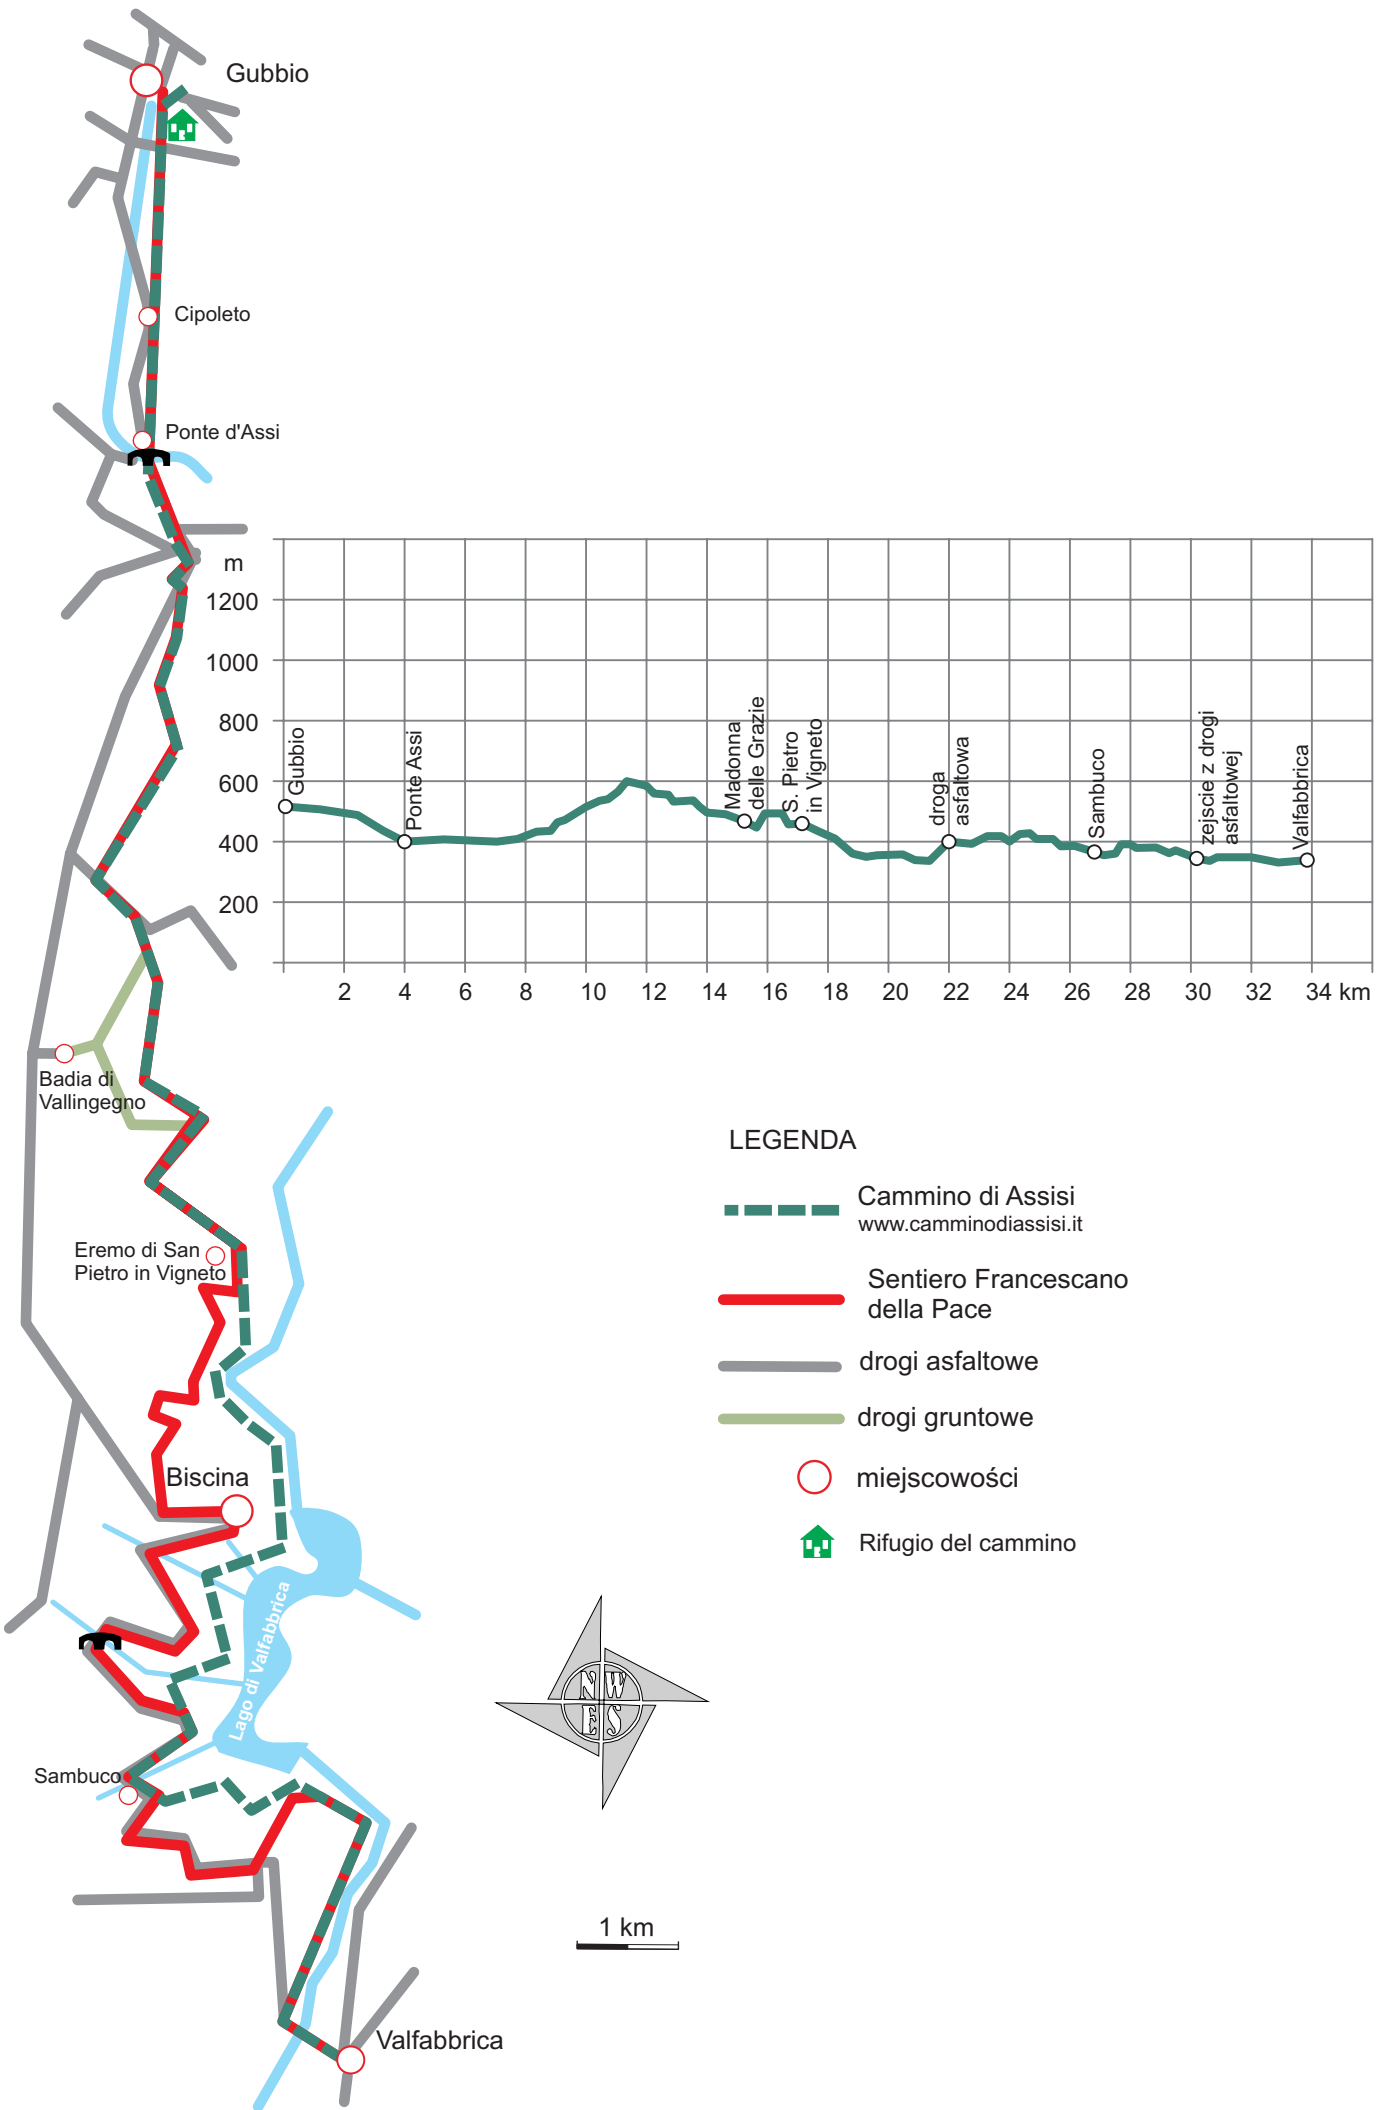 Gubbio
Cipoleto
Ponte d'Assi
m
1200
1000
800
600
400
200
Gubbio
Ponte Assi
Madonna
delle Grazie
S. Pietro
in Vigneto
droga
asfaltowa
Sambuco
zejscie z drogi
asfaltowej
Valfabbrica
2 4 6 8 10 12 14 16 18 20 22 24 26 28 30 32 34 km
Badia di
Vallingegno
Eremo di San
Pietro in Vigneto
Biscina
Lago di Valfabbrica
Sambuco
Valfabbrica
LEGENDA
Cammino di Assisi
www.camminodiassisi.it
Sentiero Francescano
della Pace
drogi asfaltowe
drogi gruntowe
miejscowości
Rifugio del cammino
N W
E S
1 km